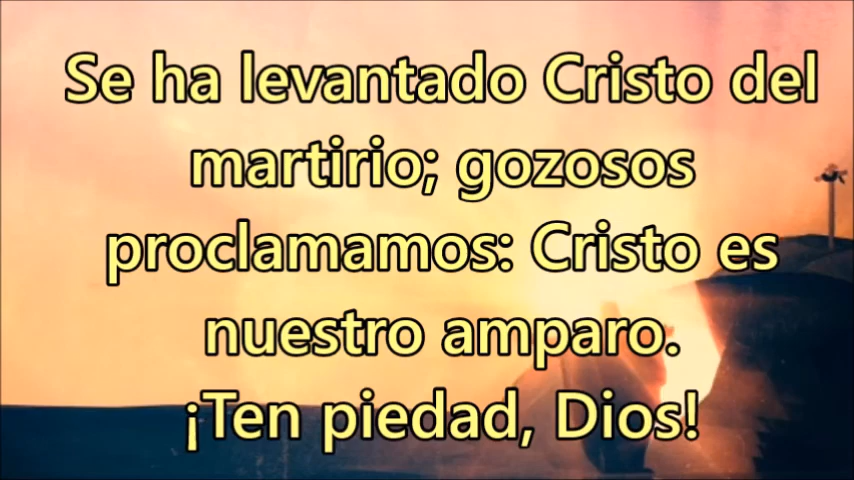 Se ha levantado Cristo del
martirio; gozosos
proclamamos: Cristo es
nuestro amparo.
¡Ten piedad, Dios!